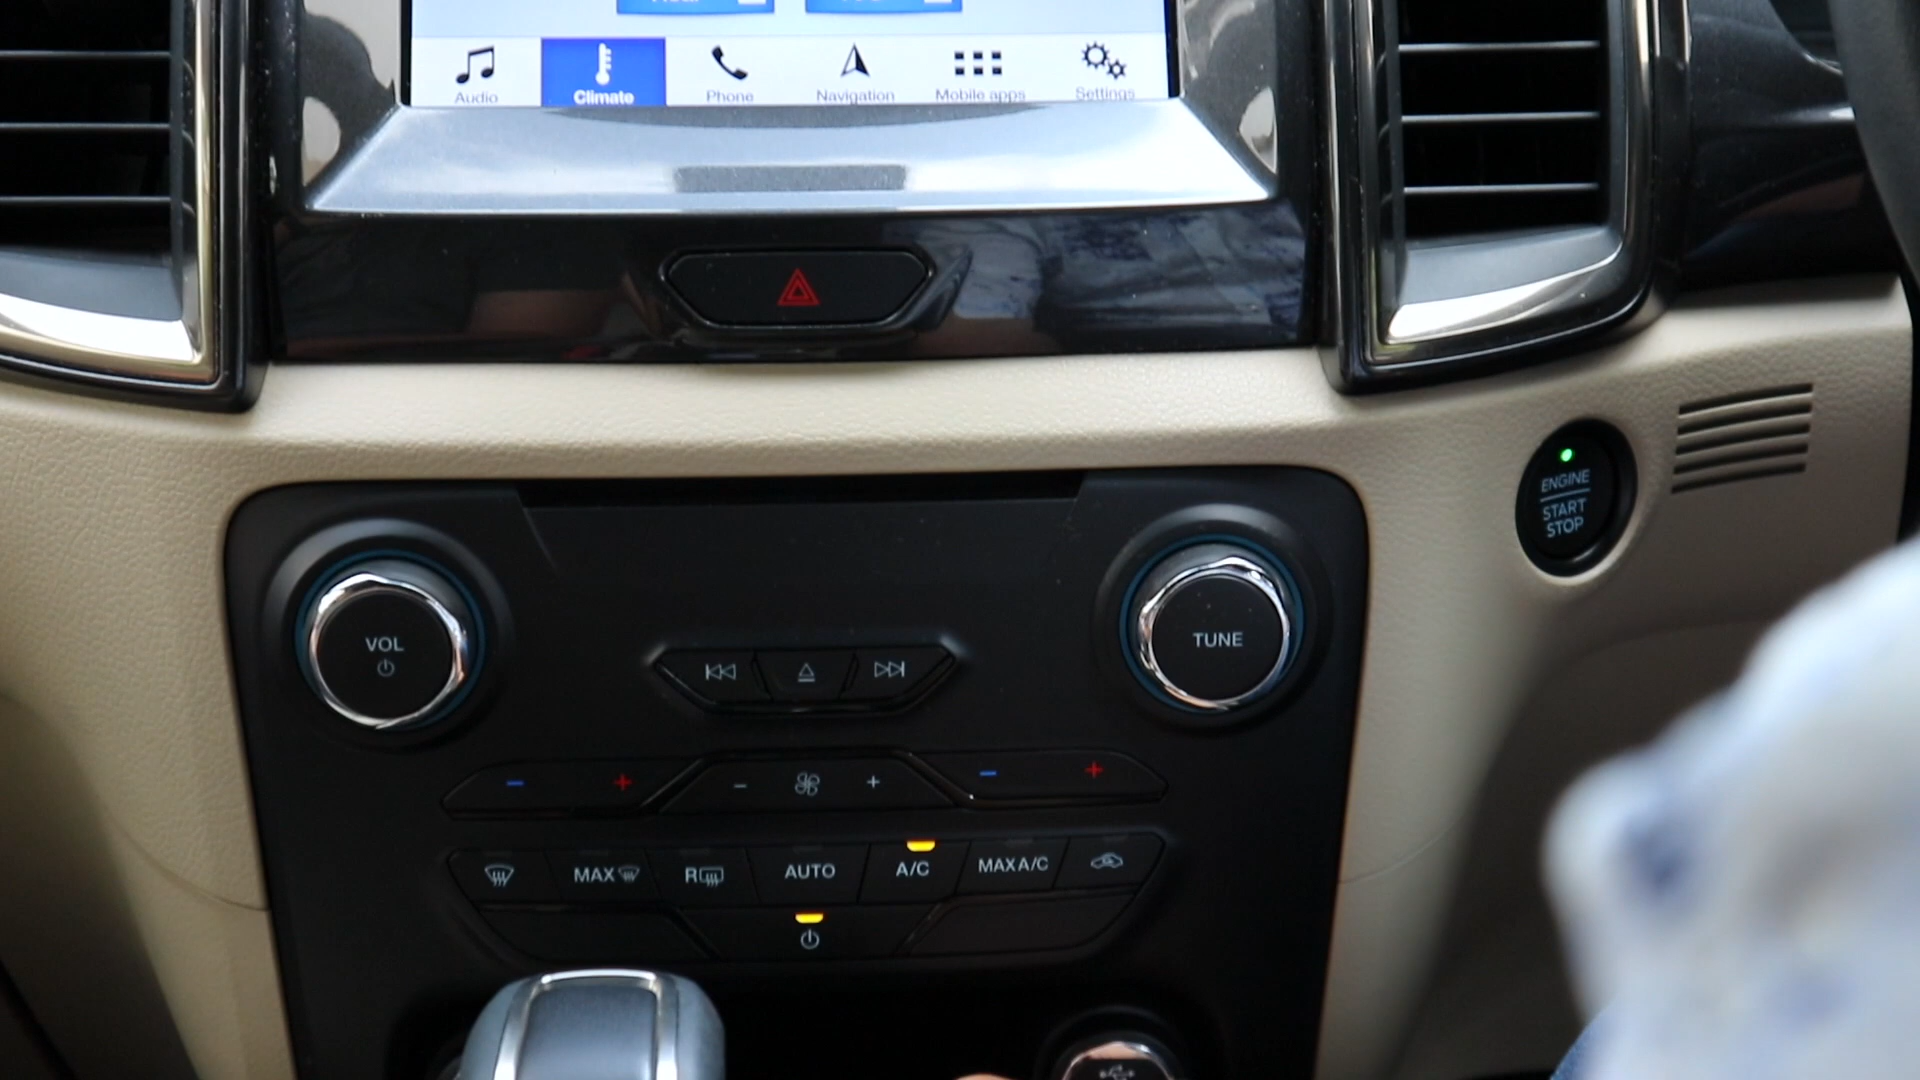 Audio
Climate
Phone
Navigation
Mobile apps
Settings
ENGINE
START
STOP
VOL
TUNE
MAX
R
AUTO
A/C
MAX A/C